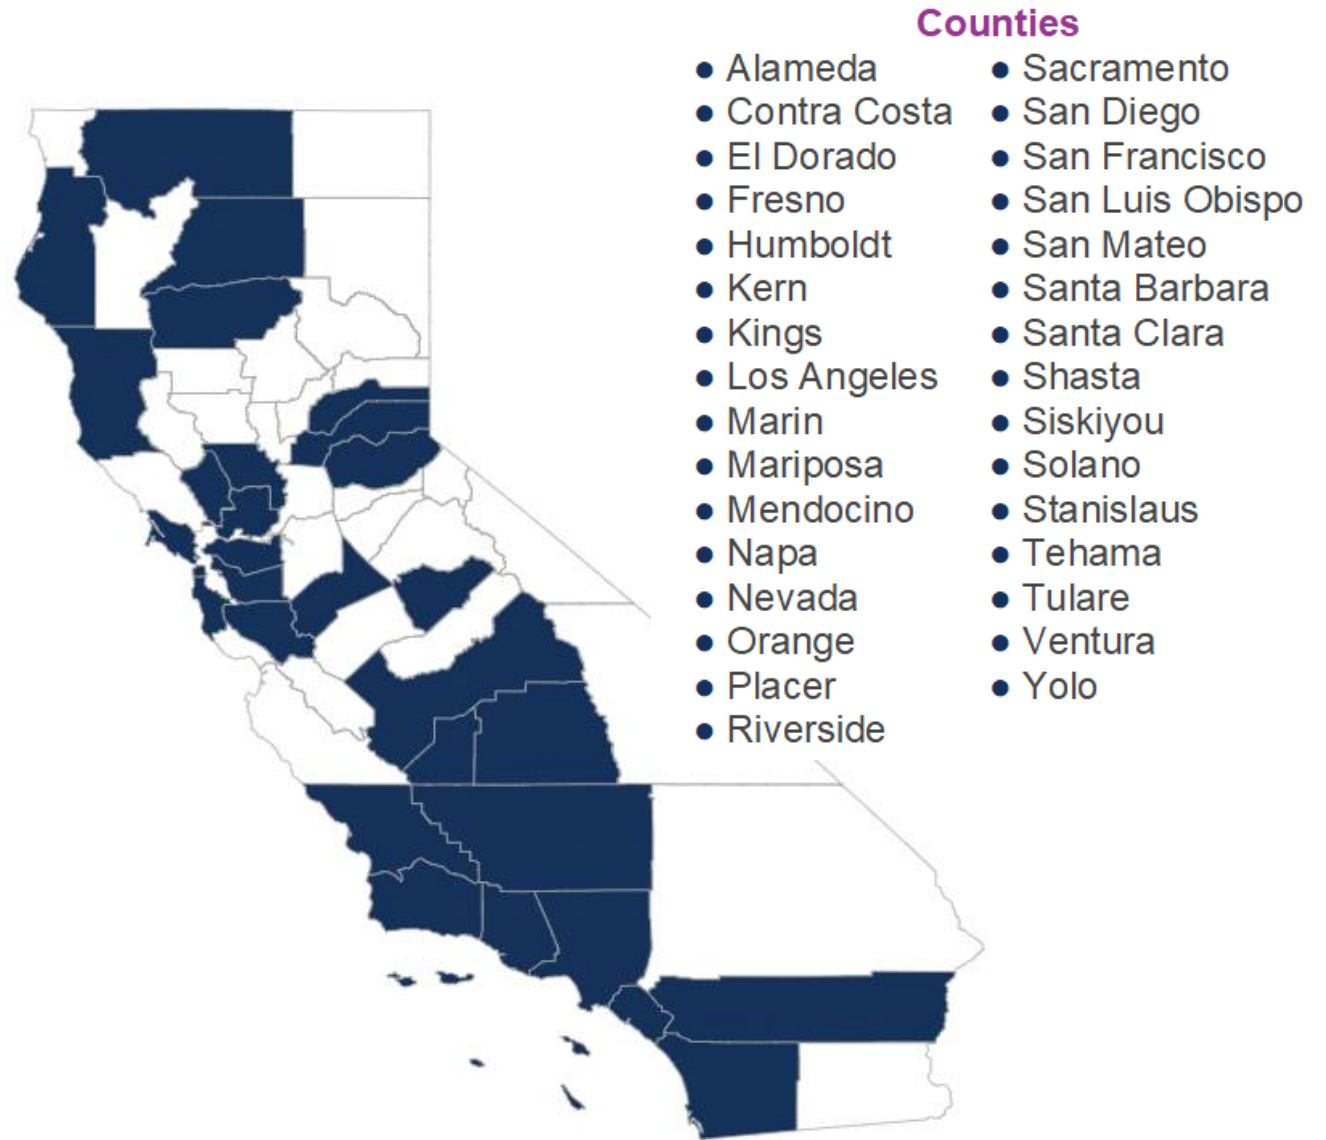 Counties
● Alameda
● Contra Costa
● El Dorado
● Fresno
● Humboldt
● Kern
● Kings
● Los Angeles
● Marin
● Mariposa
● Mendocino
● Napa
● Nevada
● Orange
● Placer
● Riverside
● Sacramento
● San Diego
● San Francisco
● San Luis Obispo
● San Mateo
● Santa Barbara
● Santa Clara
● Shasta
● Siskiyou
● Solano
● Stanislaus
● Tehama
● Tulare
● Ventura
● Yolo